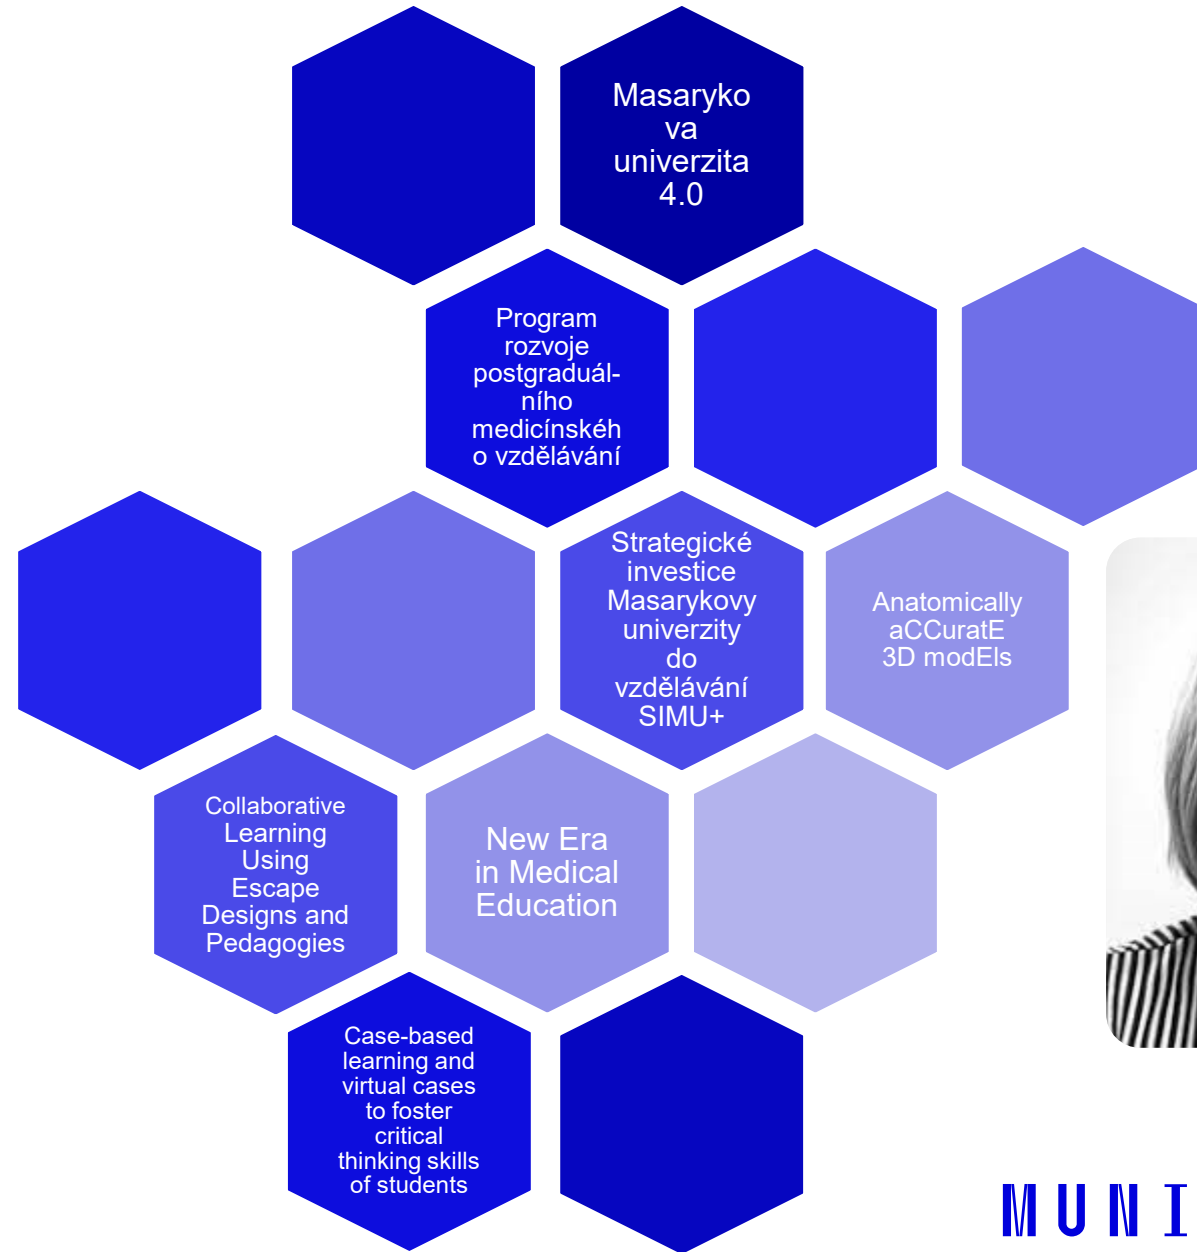 Masaryko
va
univerzita
4.0
Program
rozvoje
postgraduál-
ního
medicínskéh
o vzdělávání
Strategické
investice
Masarykovy
univerzity
do
vzdělávání
SIMU+
Anatomically
aCCuratE
3D modEls
Collaborative
Learning
Using
Escape
Designs and
Pedagogies
New Era
in Medical
Education
Case-based
learning and
virtual cases
to foster
critical
thinking skills
of students
MUNI